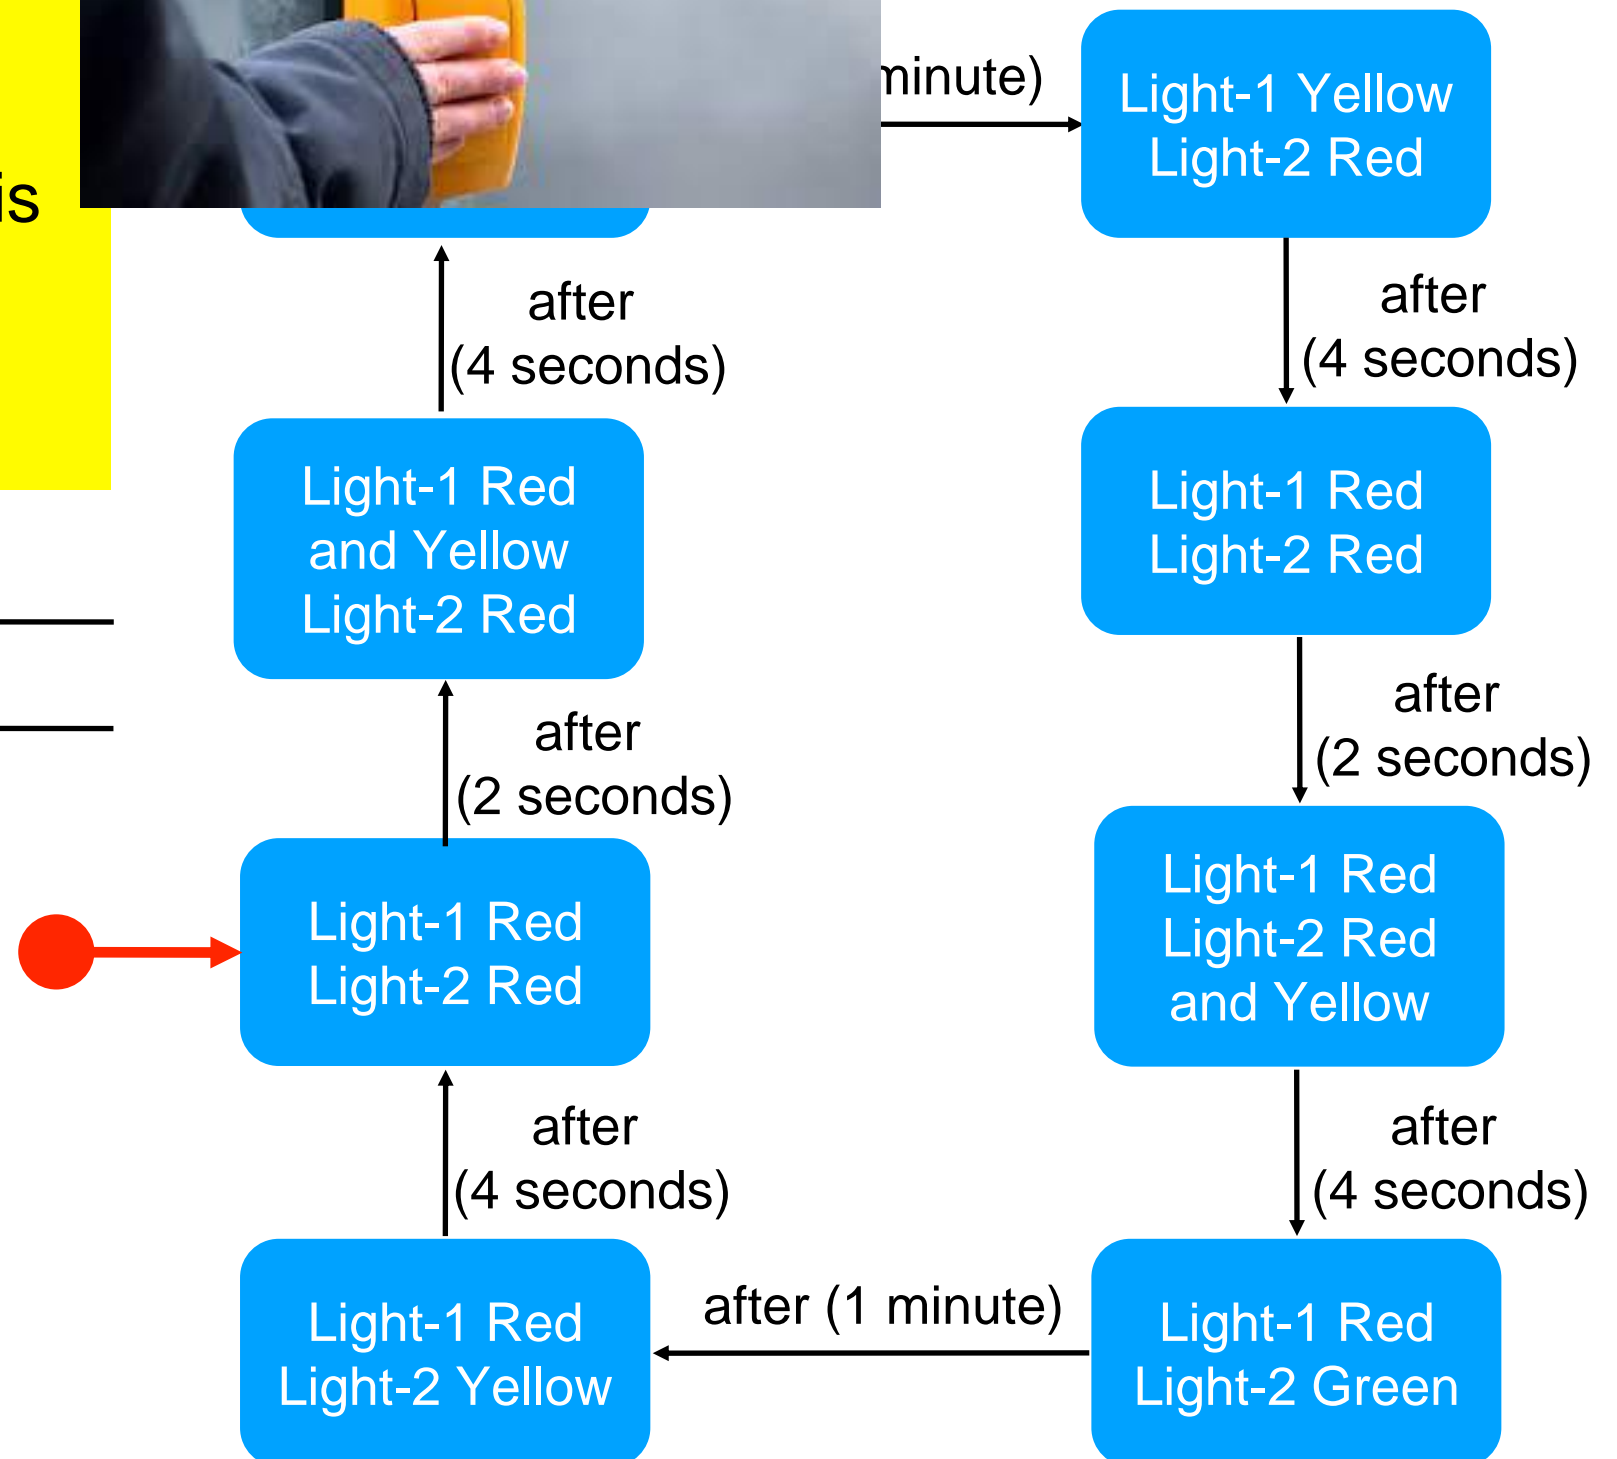 is
minute)
Light-1 Yellow
Light-2 Red
after
(4 seconds)
after
(4 seconds)
Light-1 Red
and Yellow
Light-2 Red
Light-1 Red
Light-2 Red
after
(2 seconds)
after
(2 seconds)
Light-1 Red
Light-2 Red
Light-1 Red
Light-2 Red
and Yellow
after
(4 seconds)
after
(4 seconds)
Light-1 Red
Light-2 Yellow
after (1 minute)
Light-1 Red
Light-2 Green